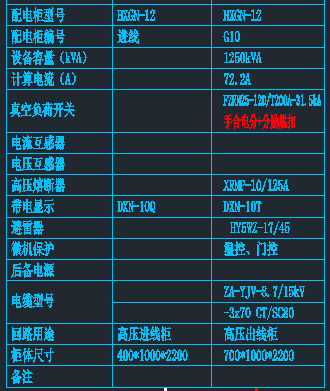 配电柜型号 HXGN-12 HXGN-12
配电柜编号 进线 G10
设备容量（kVA） 1250kVA
计算电流（A） 72.2A
真空负荷开关 FZRN25-12D/T200A-31.5kA
手合电分+分励脱扣
电流互感器
电压互感器
高压熔断器 XRNP-10/125A
带电显示 DXN-10Q DXN-10T
避雷器 HY5WZ-17/45
微机保护 温控、门控
后备电源
电缆型号 ZA-YJV-8.7/15kV
-3x70 CT/SC80
回路用途 高压进线柜 高压出线柜
柜体尺寸 400*1000*2200 700*1000*2200
备注